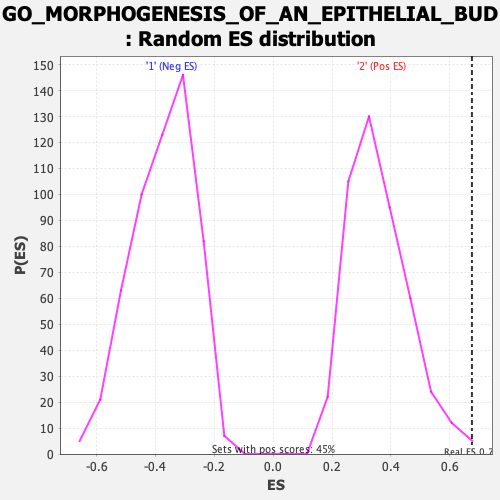 GO_MORPHOGENESIS_OF_AN_EPITHELIAL_BUD
: Random ES distribution
'1' (Neg ES)
'2' (Pos ES)
150
140
130
120
110
100
90
80
70
60
50
40
30
20
10
0
P(ES)
Sets with pos scores: 45%
Real ES 0.7
-0.6 -0.4 -0.2 0.0 0.2 0.4 0.6
ES